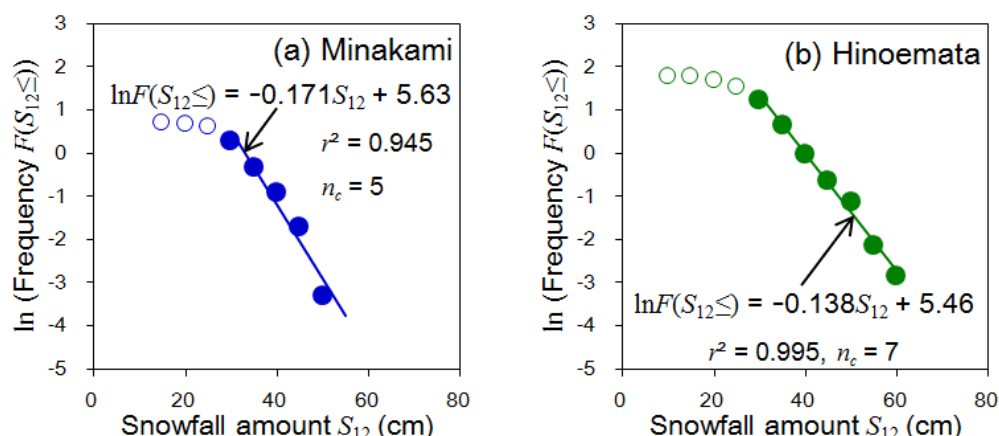 (a) Minakami
lnF(S₁₂≤) = -0.171S₁₂ + 5.63
r² = 0.945
n_c = 5
ln (Frequency F(S₁₂≤))
3
2
1
0
-1
-2
-3
-4
-5
0 20 40 60 80
Snowfall amount S₁₂ (cm)
(b) Hinoemata
lnF(S₁₂≤) = -0.138S₁₂ + 5.46
r² = 0.995, n_c = 7
ln (Frequency F(S₁₂≤))
3
2
1
0
-1
-2
-3
-4
-5
0 20 40 60 80
Snowfall amount S₁₂ (cm)